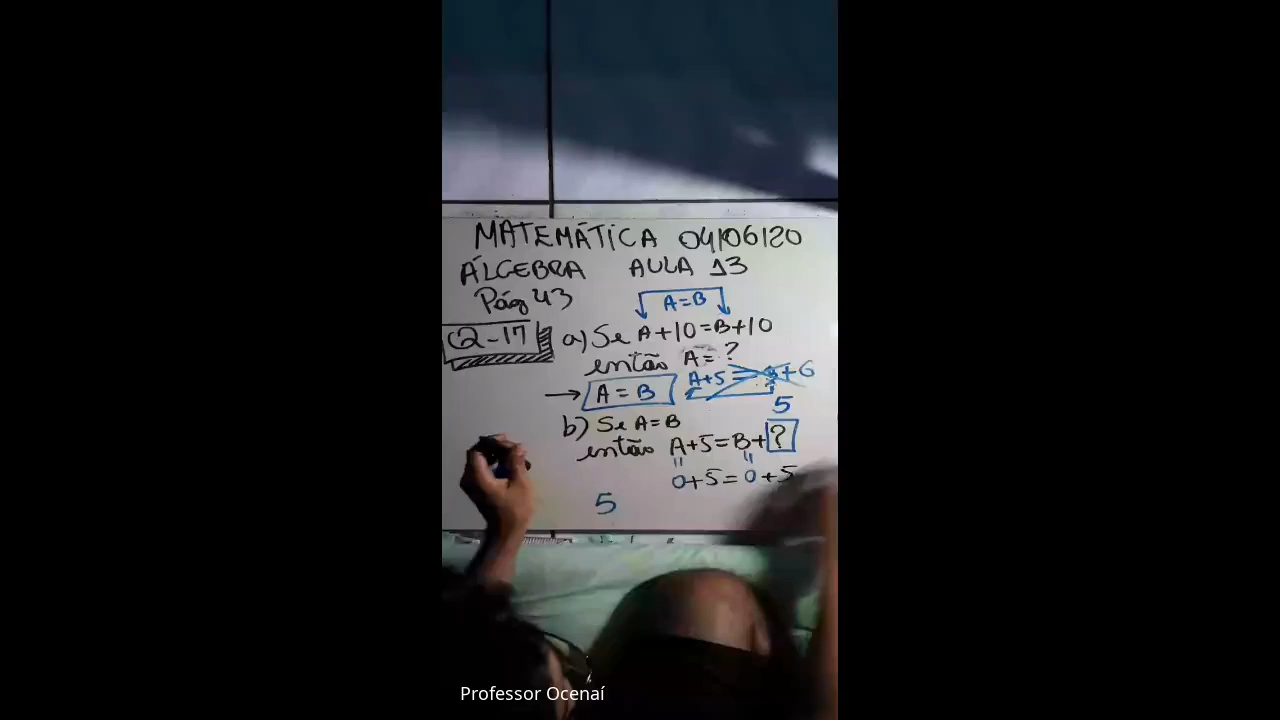 MATEMÁTICA 04/06/20
ÁLGEBRA AULA 13
Pág 43
A=B
Q-17 a) Se A+10=B+10
então A=?
→ A=B
A+5=B+6
5
b) Se A=B
então A+5=B+?
0+5=0+5
5
Professor Ocenaí